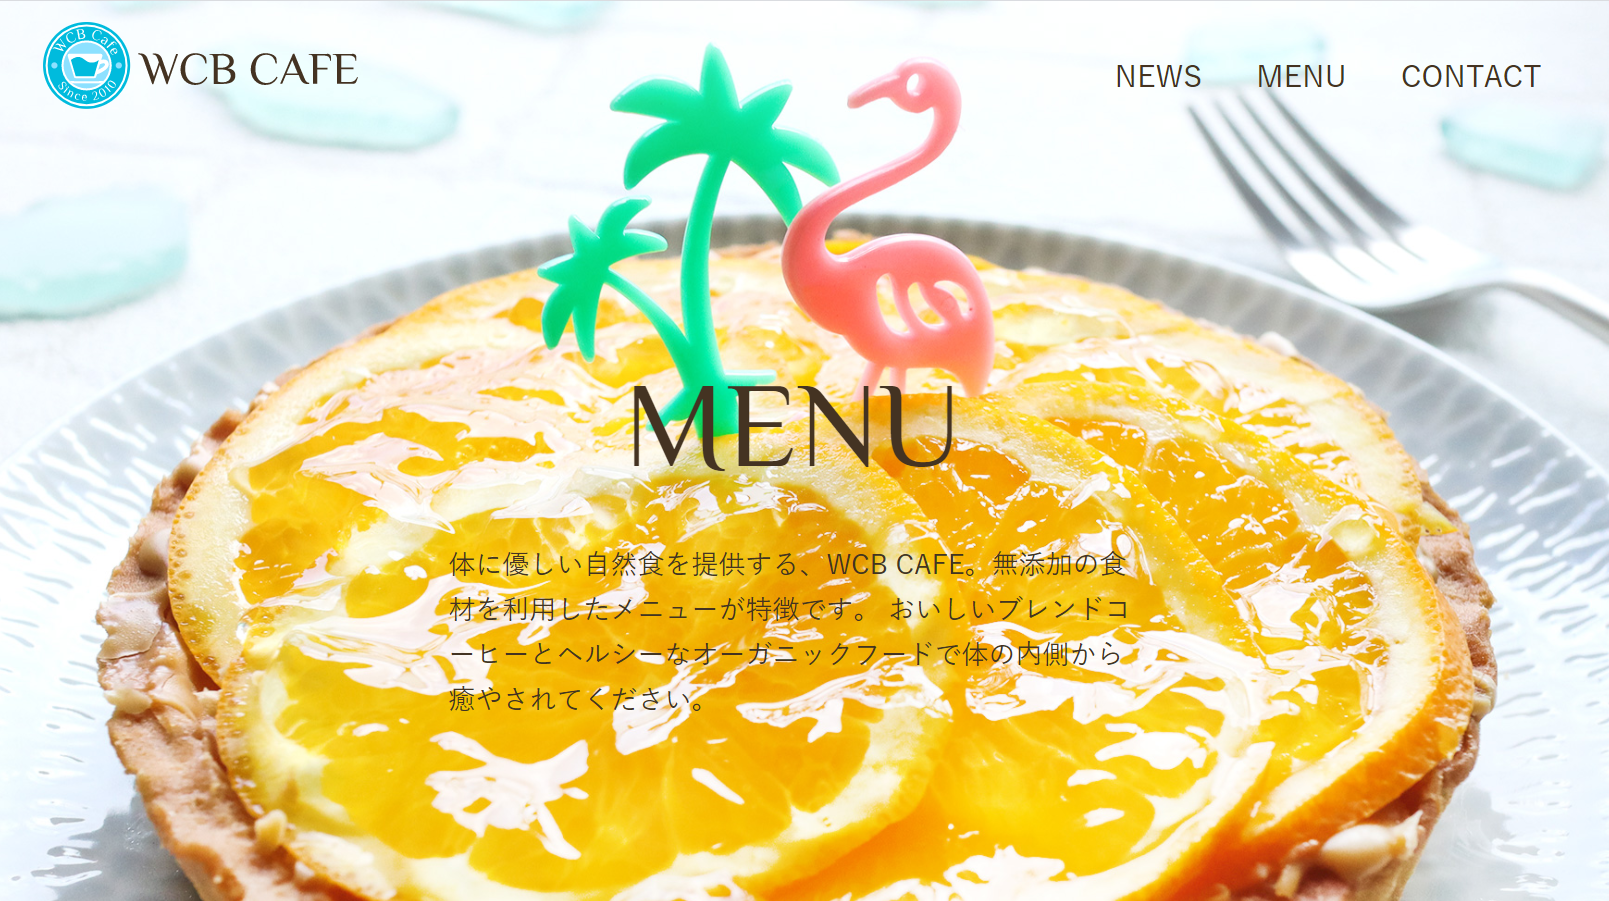 WCB Cafe
Since 2010
WCB CAFE
NEWS MENU CONTACT
MENU
体に優しい自然食を提供する、WCB CAFE。無添加の食
材を利用したメニューが特徴です。 おいしいブレンドコ
ーヒーとヘルシーなオーガニックフードで体の内側から
癒やされてください。